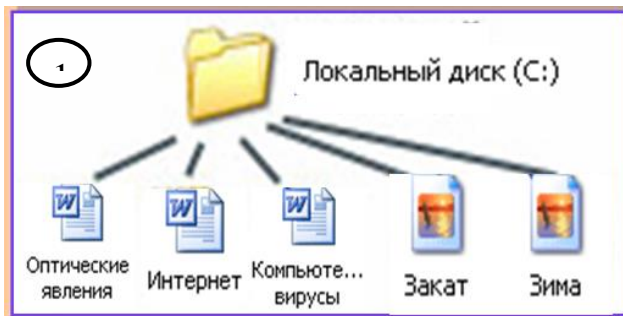 1
Локальный диск (C:)
W W W
Оптические
явления
Интернет
Компьюте...
вирусы
Закат
Зима